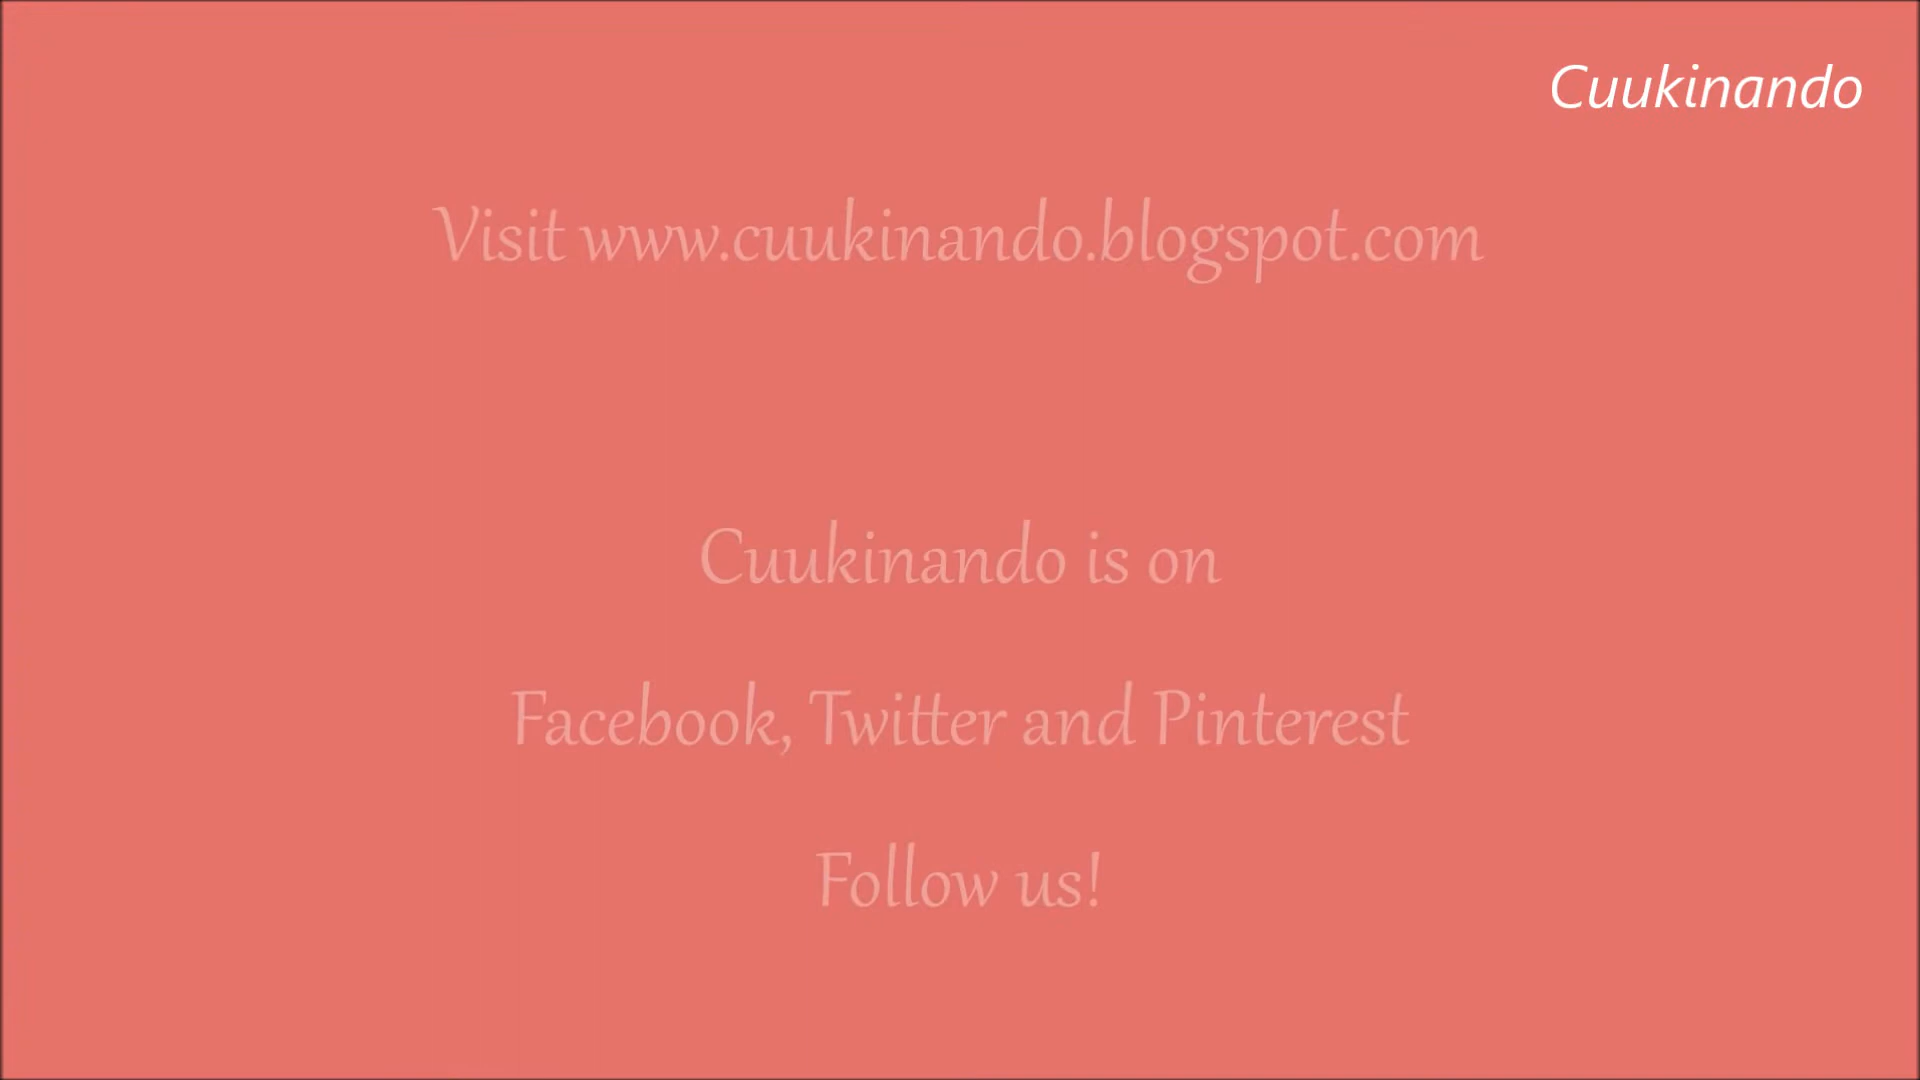 Cuukinando
Visit www.cuukinando.blogspot.com
Cuukinando is on
Facebook, Twitter and Pinterest
Follow us!